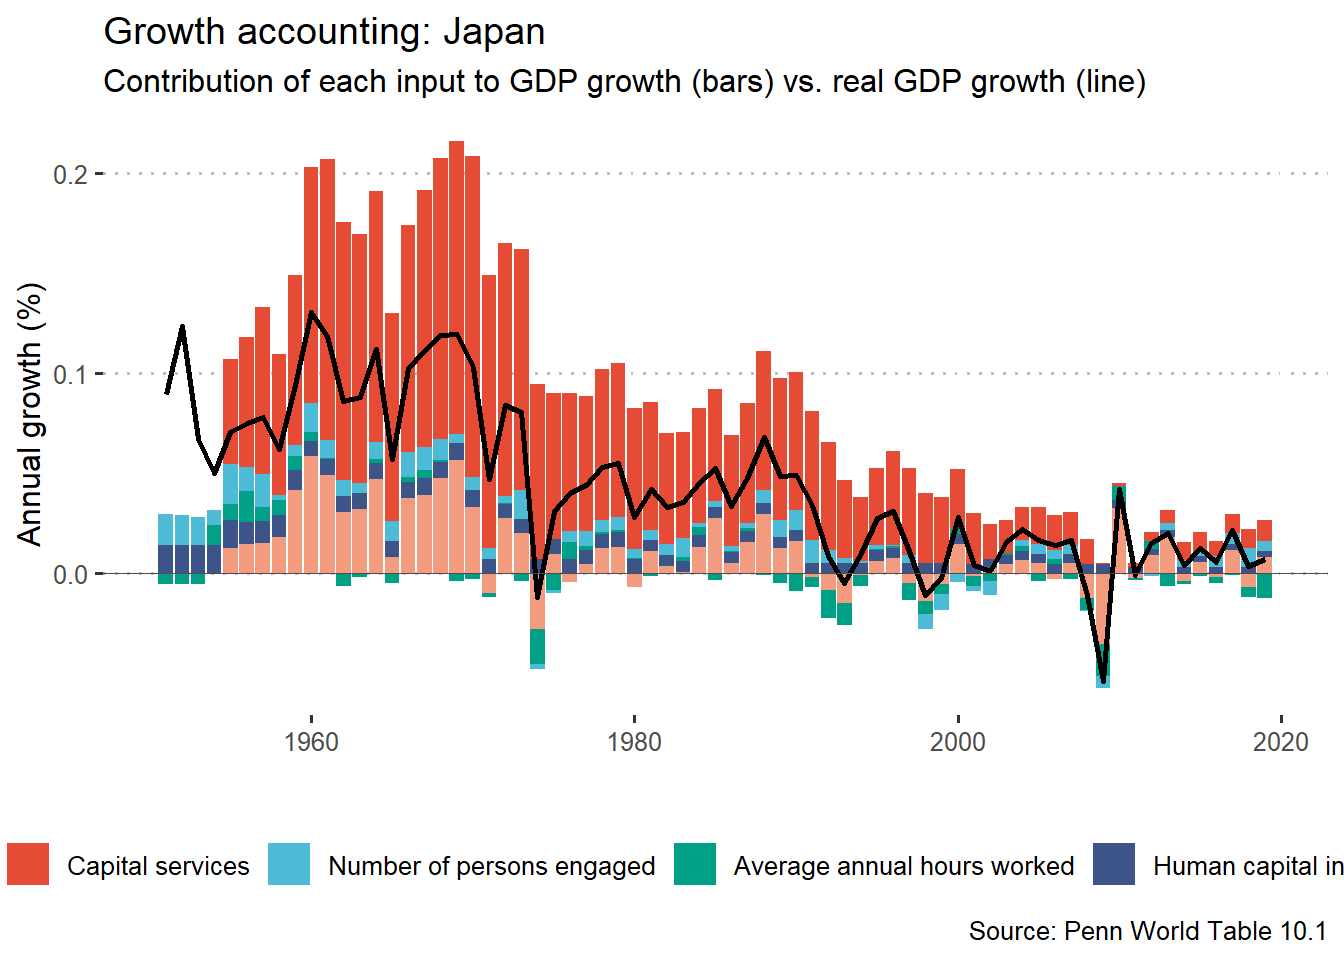 Growth accounting: Japan
Contribution of each input to GDP growth (bars) vs. real GDP growth (line)
Annual growth (%)
0.2
0.1
0.0
1960 1980 2000 2020
Capital services Number of persons engaged Average annual hours worked Human capital in
Source: Penn World Table 10.1